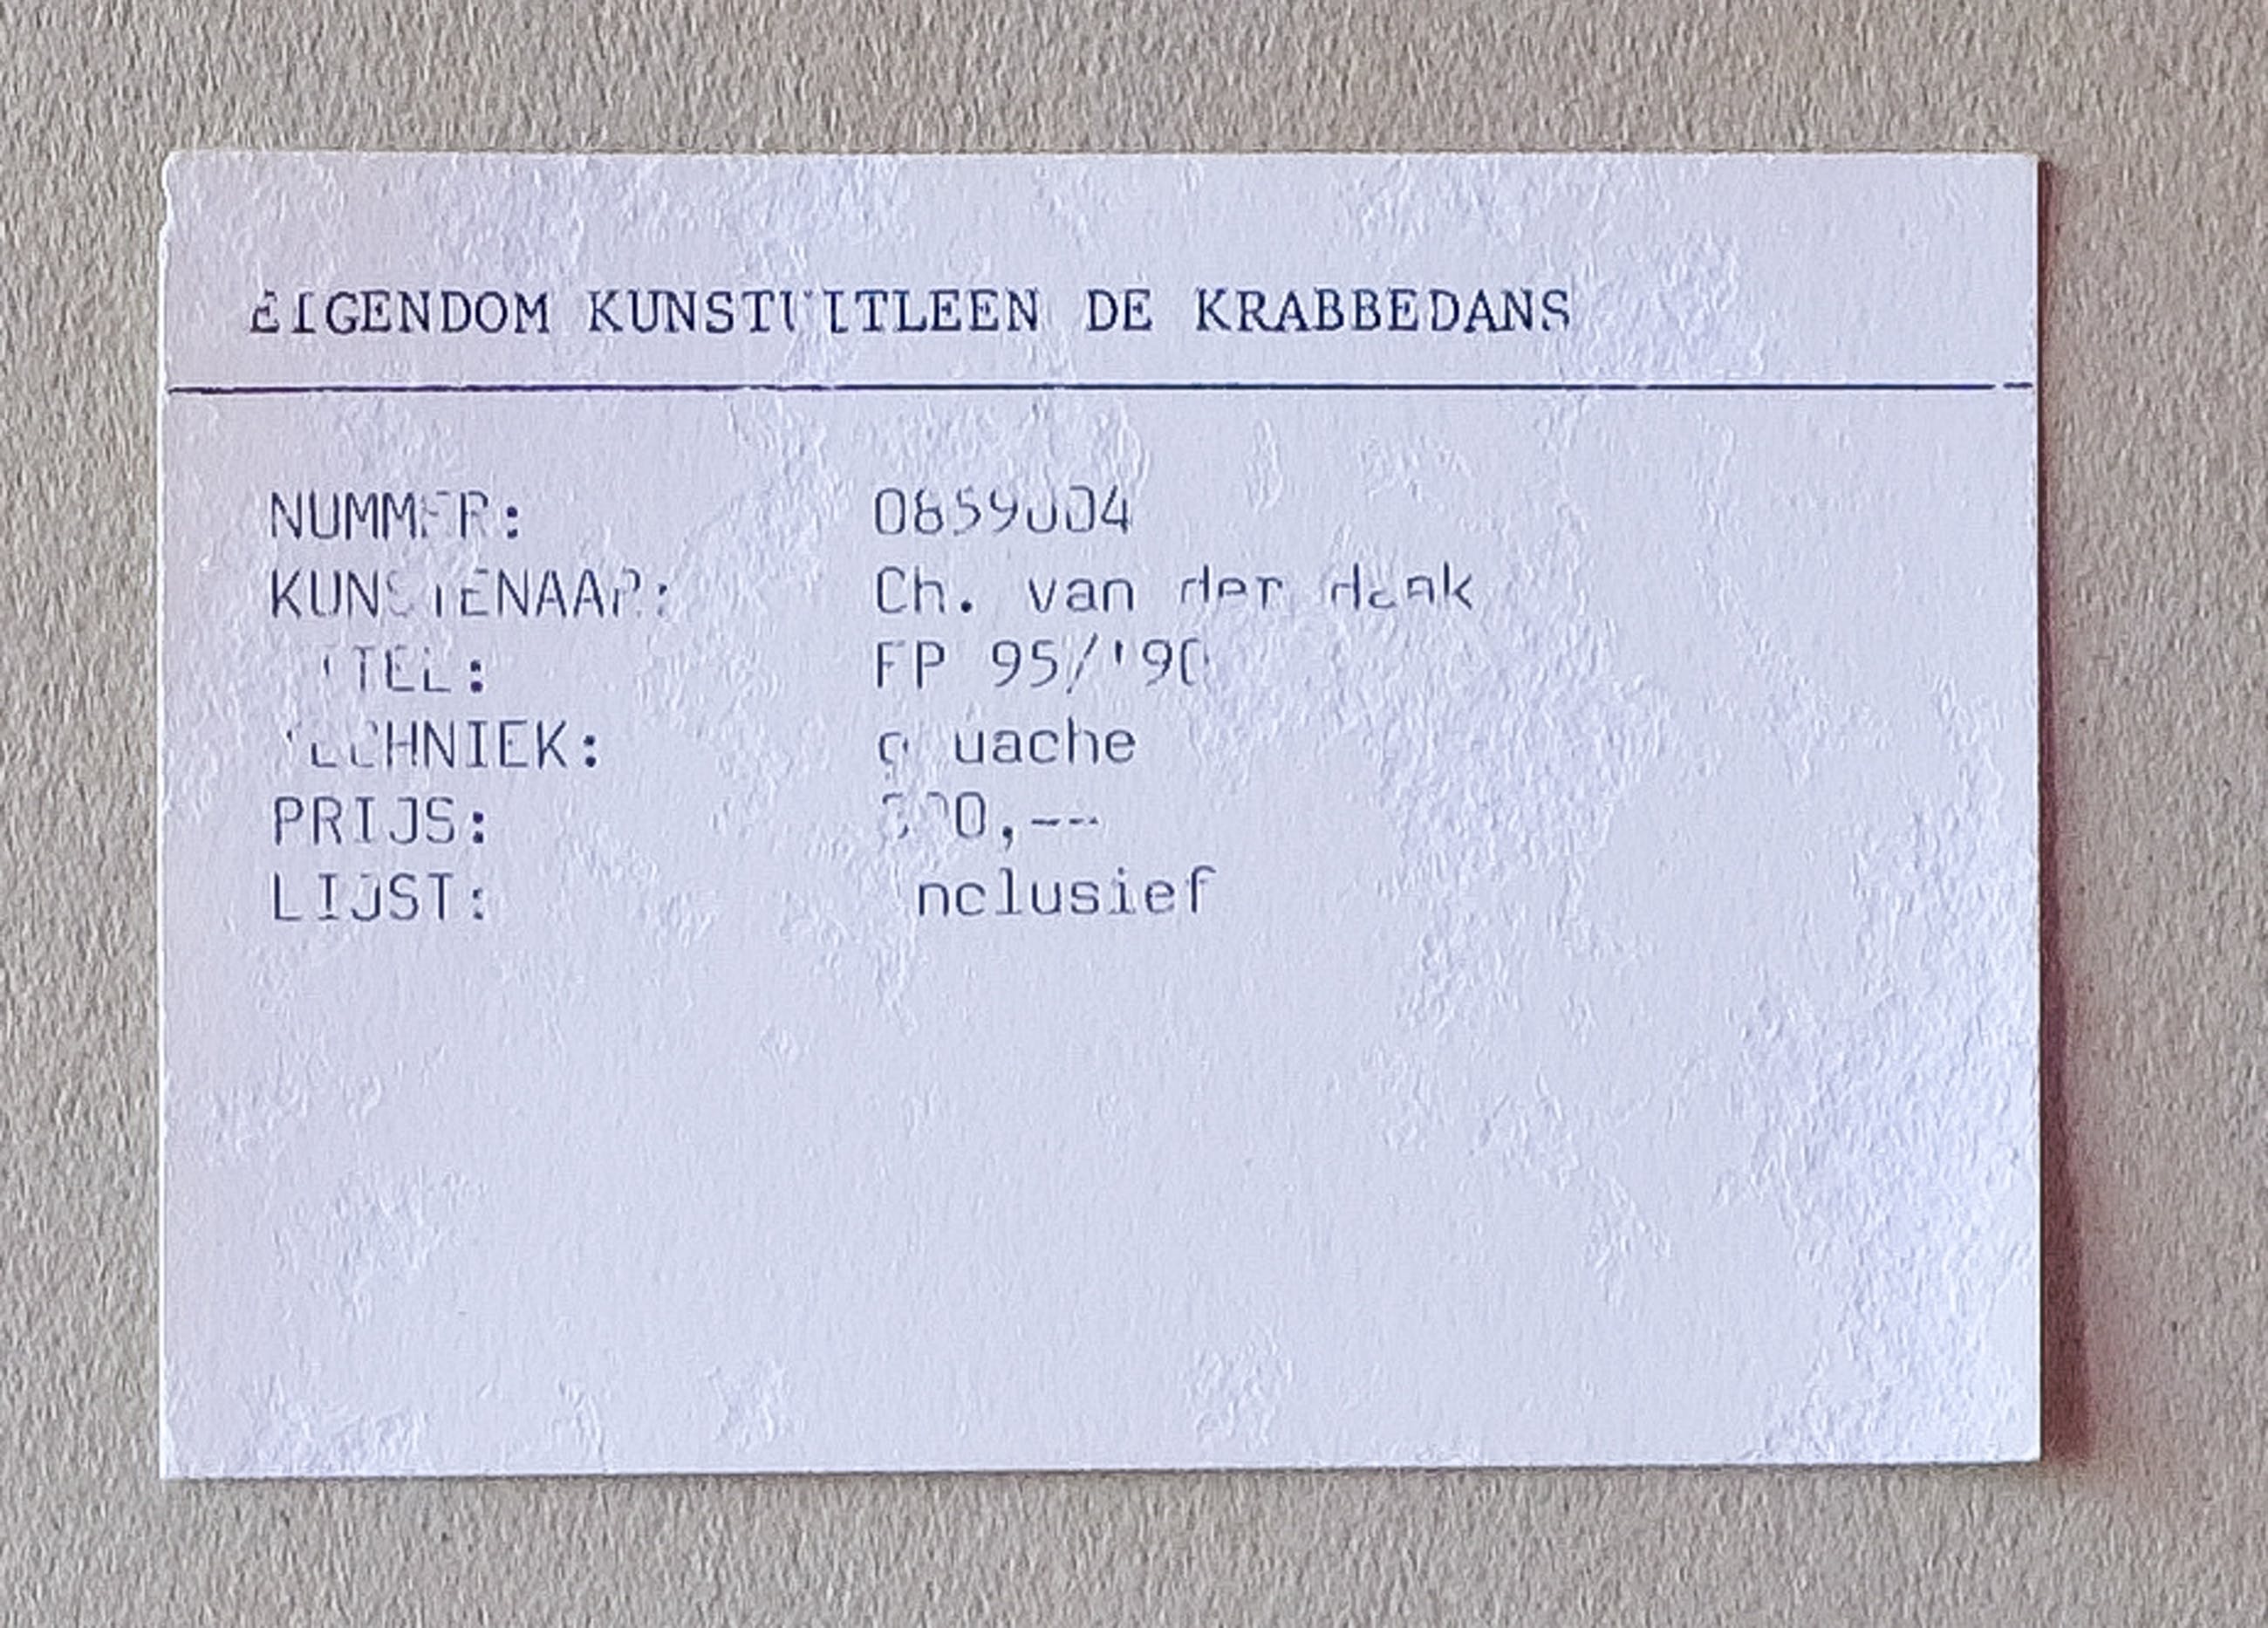 EIGENDOM KUNSTUITLEEN DE KRABBEDANS
NUMMER: 0859004
KUNSTENAAR: Ch. van der
TITEL: FP 95/'90
TECHNIEK: gouache
PRIJS:
LIJST: inclusief